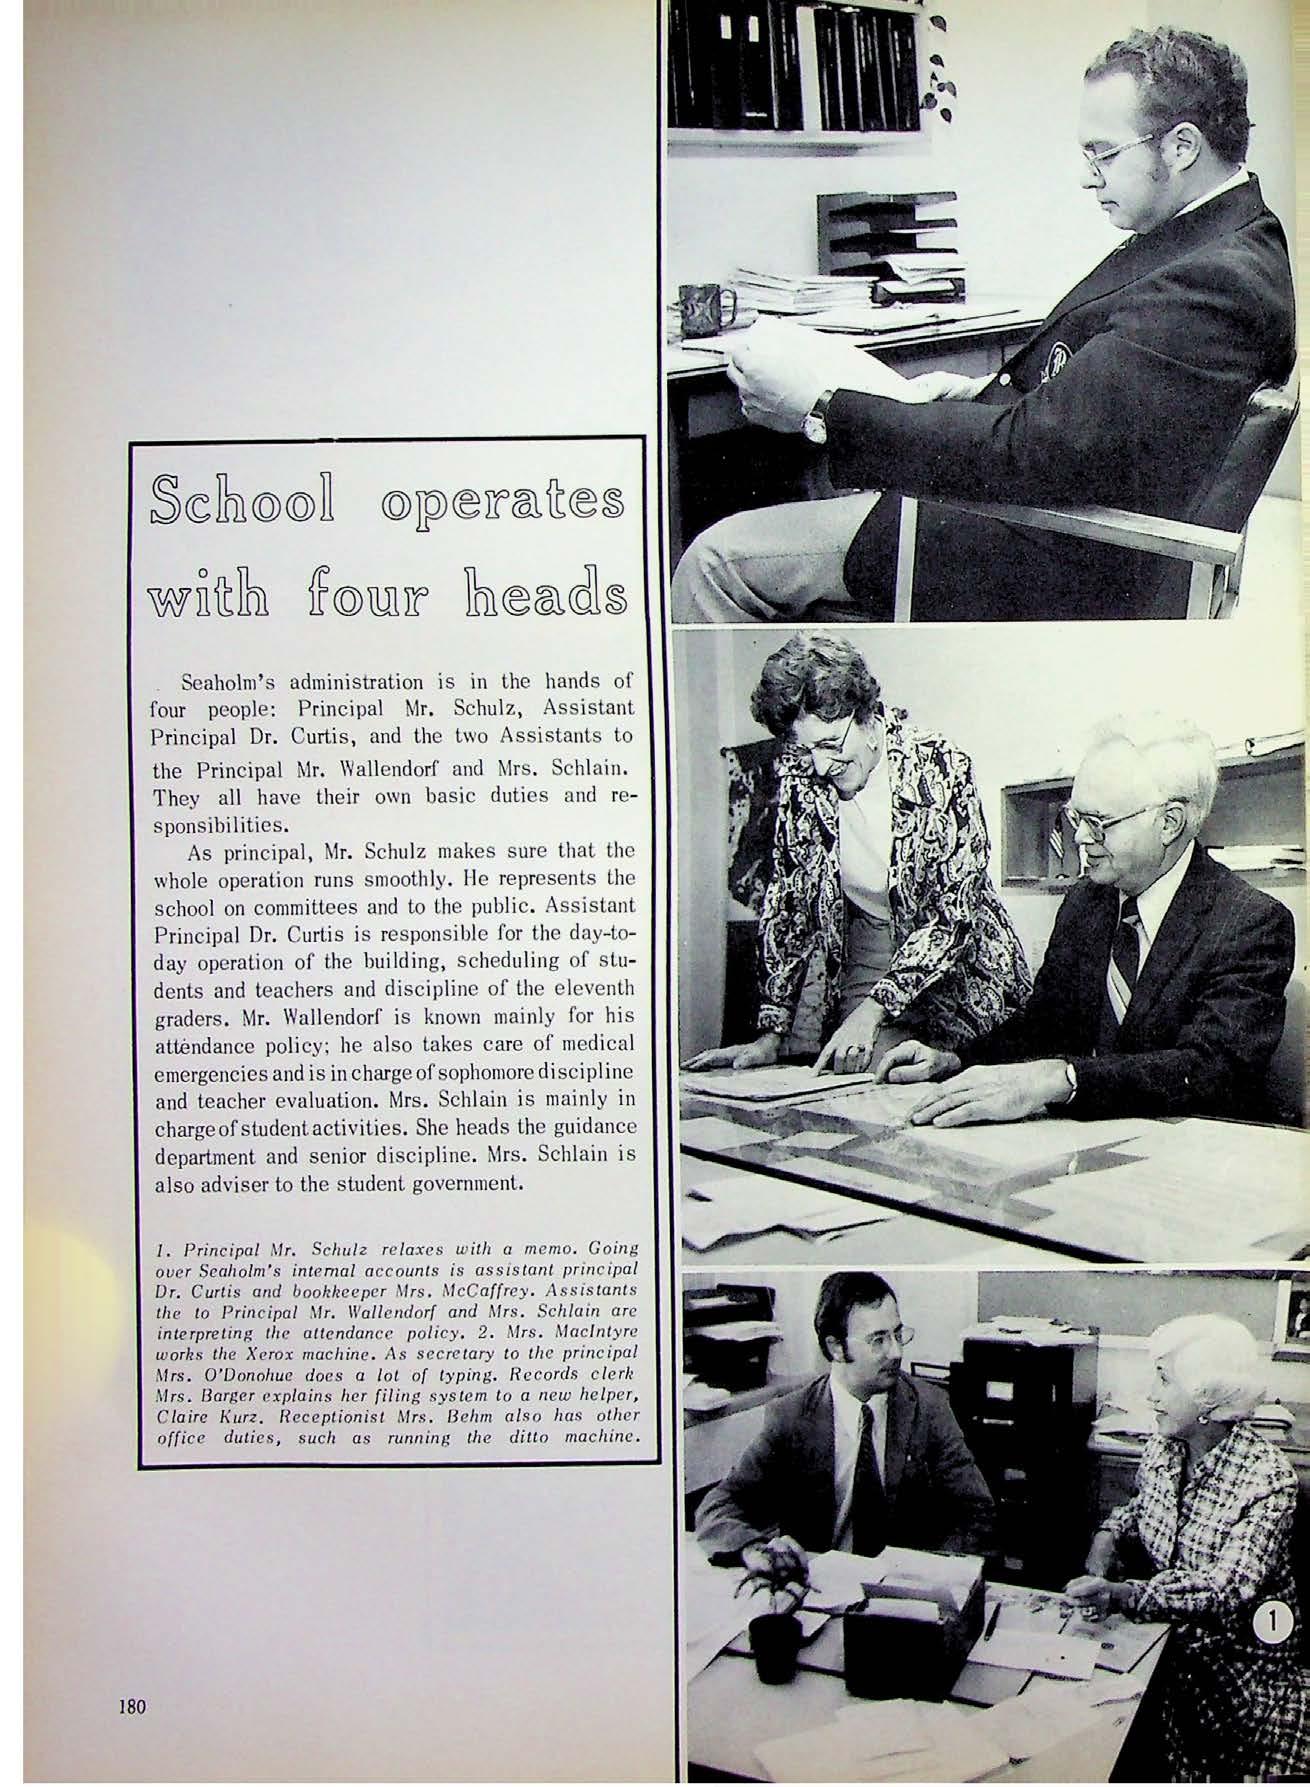 School operates
with four heads
Seaholm's administration is in the hands of
four people: Principal Mr. Schulz, Assistant
Principal Dr. Curtis, and the two Assistants to
the Principal Mr. Wallendorf and Mrs. Schlain.
They all have their own basic duties and re-
sponsibilities.
As principal, Mr. Schulz makes sure that the
whole operation runs smoothly. He represents the
school on committees and to the public. Assistant
Principal Dr. Curtis is responsible for the day-to-
day operation of the building, scheduling of stu-
dents and teachers and discipline of the eleventh
graders. Mr. Wallendorf is known mainly for his
attendance policy; he also takes care of medical
emergencies and is in charge of sophomore discipline
and teacher evaluation. Mrs. Schlain is mainly in
charge of student activities. She heads the guidance
department and senior discipline. Mrs. Schlain is
also adviser to the student government.
1. Principal Mr. Schulz relaxes with a memo. Going
over Seaholm's internal accounts is assistant principal
Dr. Curtis and bookkeeper Mrs. McCaffrey. Assistants
the to Principal Mr. Wallendorf and Mrs. Schlain are
interpreting the attendance policy. 2. Mrs. MacIntyre
works the Xerox machine. As secretary to the principal
Mrs. O'Donohue does a lot of typing. Records clerk
Mrs. Barger explains her filing system to a new helper,
Claire Kurz. Receptionist Mrs. Behm also has other
office duties, such as running the ditto machine.
1
180